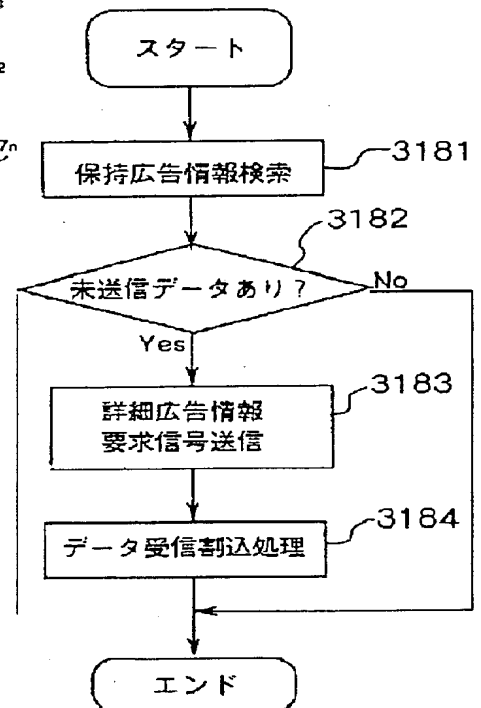 スタート
3181
保持広告情報検索
3182
未送信データあり?
No
Yes
3183
詳細広告情報
要求信号送信
3184
データ受信割込処理
エンド